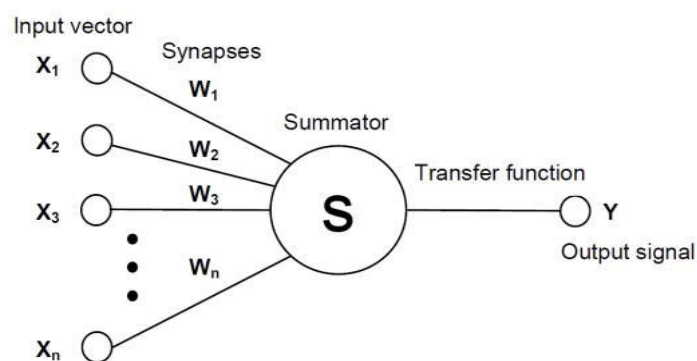 Input vector
Synapses
X1
W1
Summator
X2
W2
Transfer function
X3
W3
S
Y
Output signal
Wn
Xn